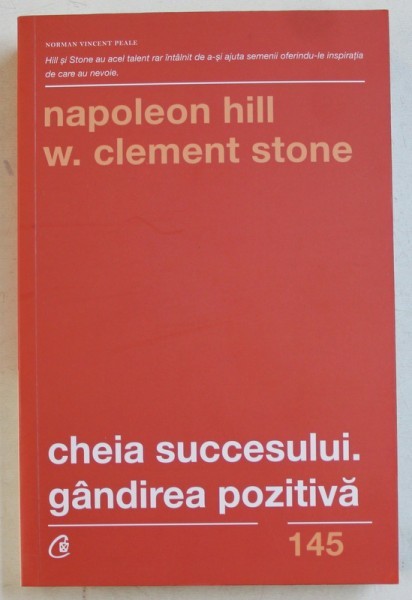 NORMAN VINCENT PEALE
Hill și Stone au acel talent rar întâlnit de a-și ajuta semenii oferindu-le inspirația
de care au nevoie.
napoleon hill
w. clement stone
cheia succesului.
gândirea pozitivă
145